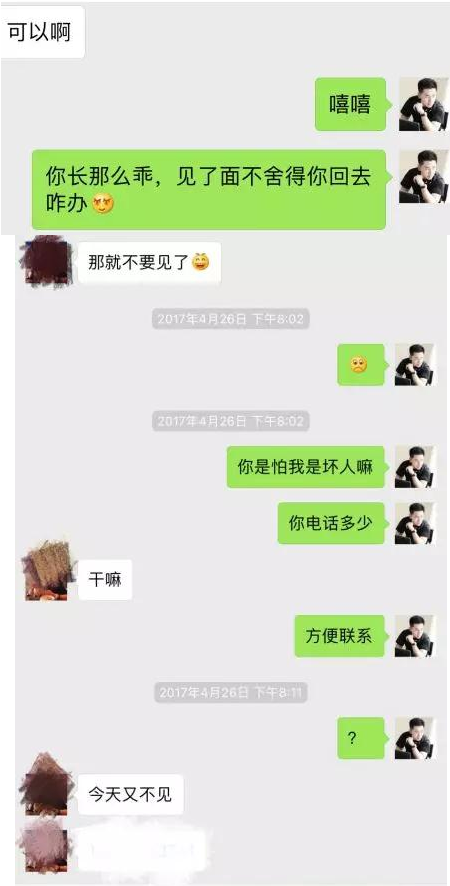 可以啊
嘻嘻
你长那么乖，见了面不舍得你回去
咋办😍
那就不要见了😄
2017年4月26日 下午8:02
2017年4月26日 下午8:02
你是怕我是坏人嘛
你电话多少
干嘛
方便联系
2017年4月26日 下午8:11
？
今天又不见